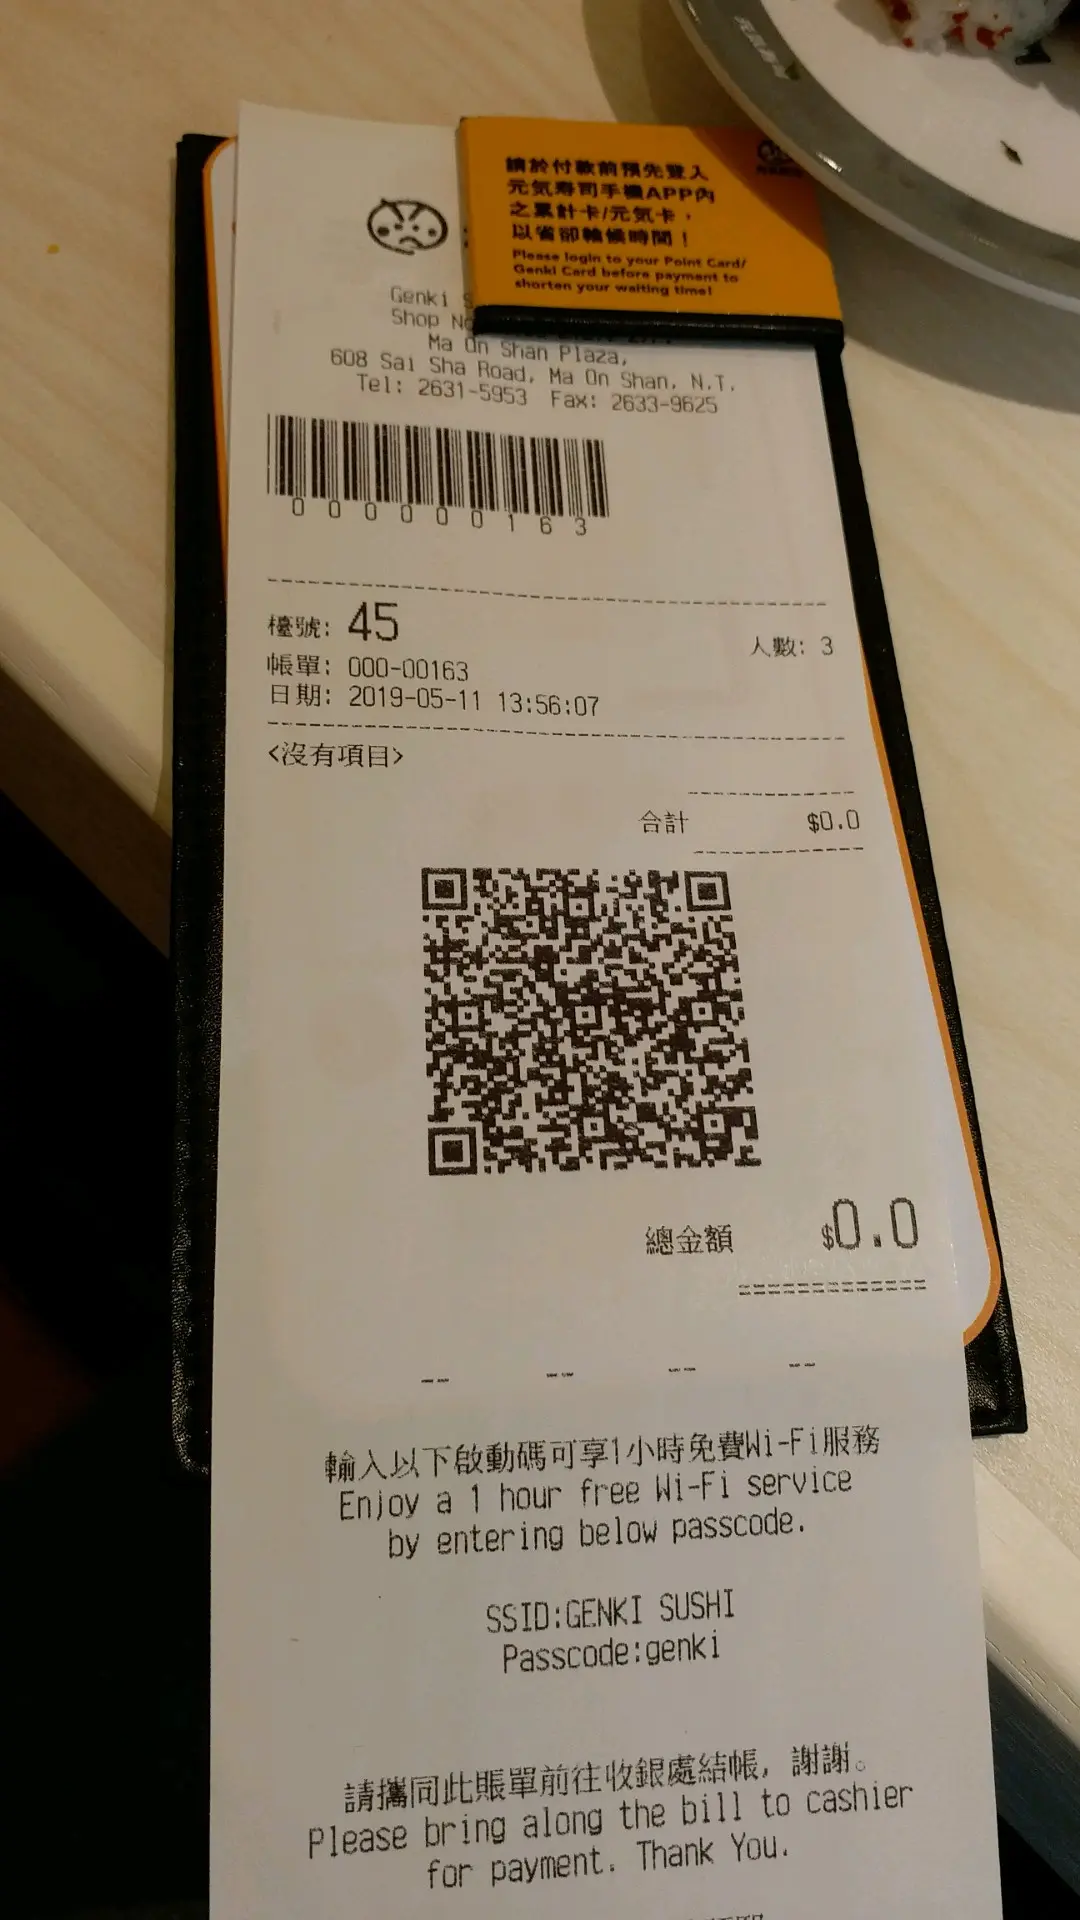 請於付款前預先登入
元気寿司手機APP內
之累計卡/元気卡，
以省卻輪候時間！
Please login to your Point Card/
Genki Card before payment to
shorten your waiting time!
Genki
Shop No
Ma On Shan Plaza,
608 Sai Sha Road, Ma On Shan, N.T.
Tel: 2631-5953 Fax: 2633-9625
000000163
檯號: 45
人數: 3
帳單: 000-00163
日期: 2019-05-11 13:56:07
<沒有項目>
合計 $0.0
總金額 $0.0
輸入以下啟動碼可享1小時免費Wi-Fi服務
Enjoy a 1 hour free Wi-Fi service
by entering below passcode.
SSID:GENKI SUSHI
Passcode:genki
請攜同此賬單前往收銀處結帳, 謝謝。
Please bring along the bill to cashier
for payment. Thank You.